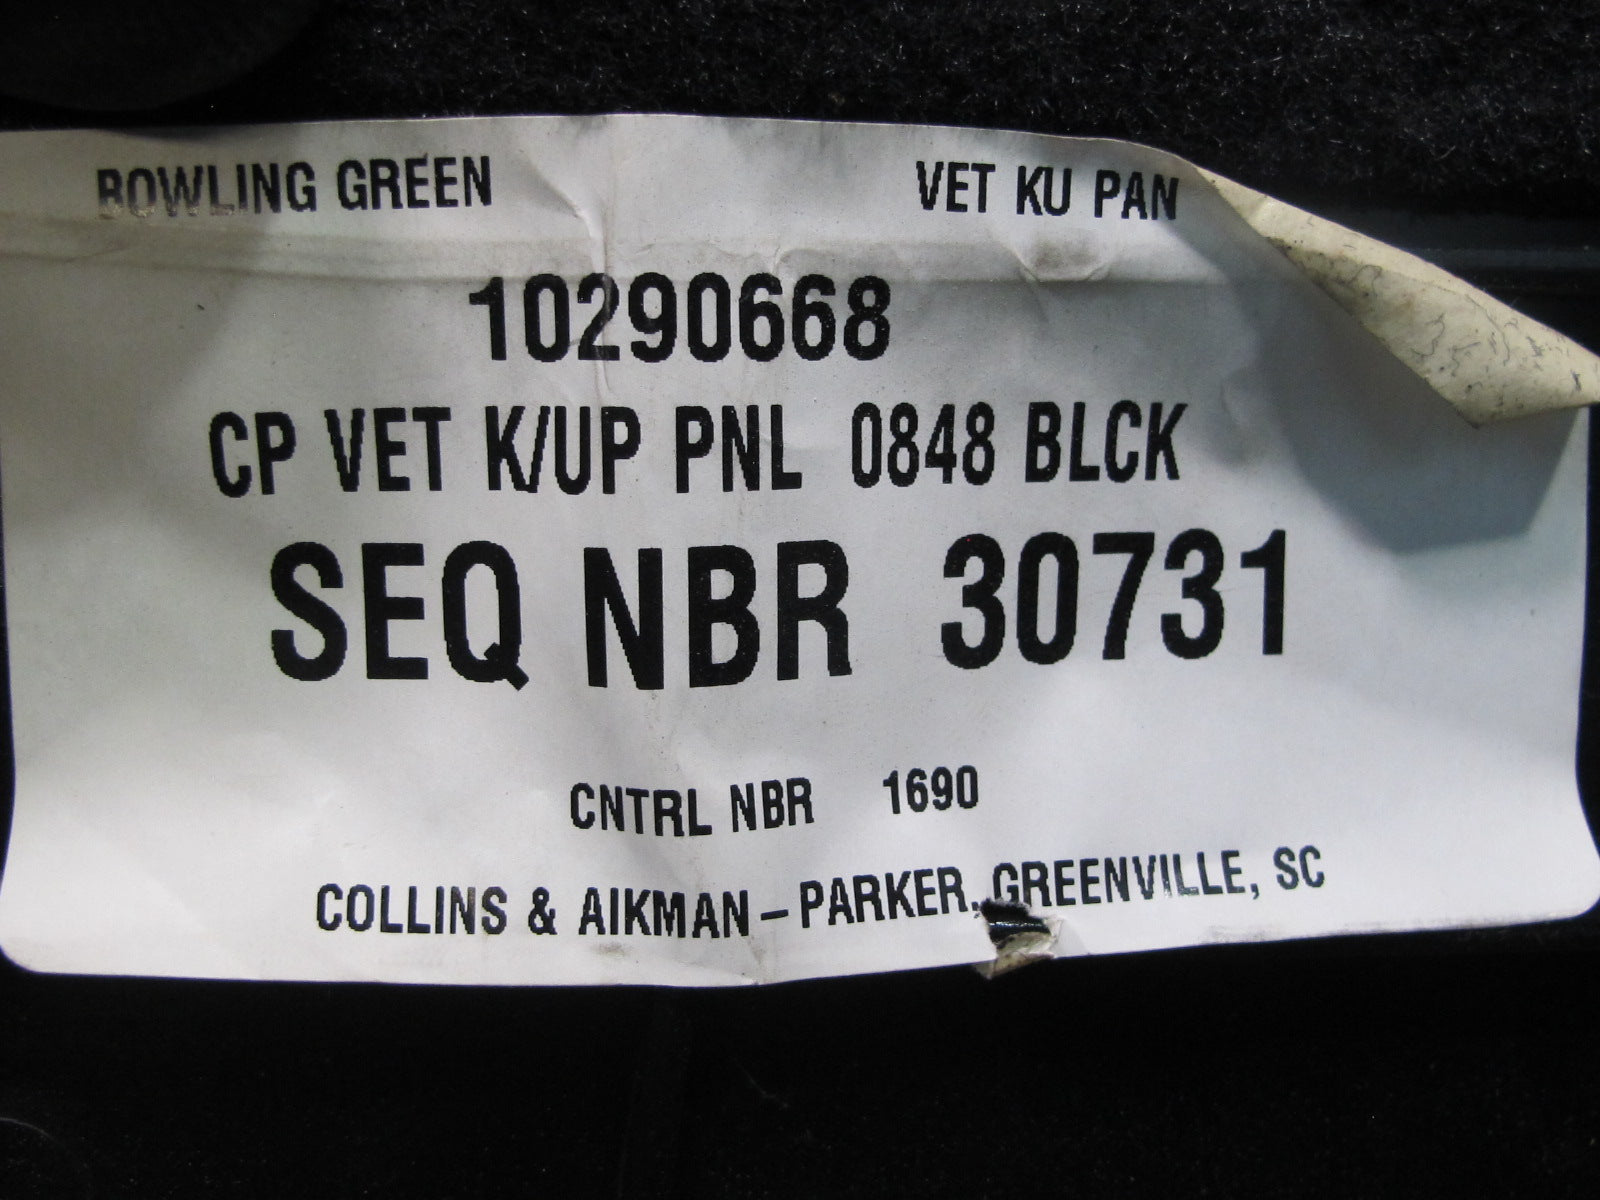 BOWLING GREEN VET KU PAN
10290668
CP VET K/UP PNL 0848 BLCK
SEQ NBR 30731
CNTRL NBR 1690
COLLINS & AIKMAN – PARKER, GREENVILLE, SC